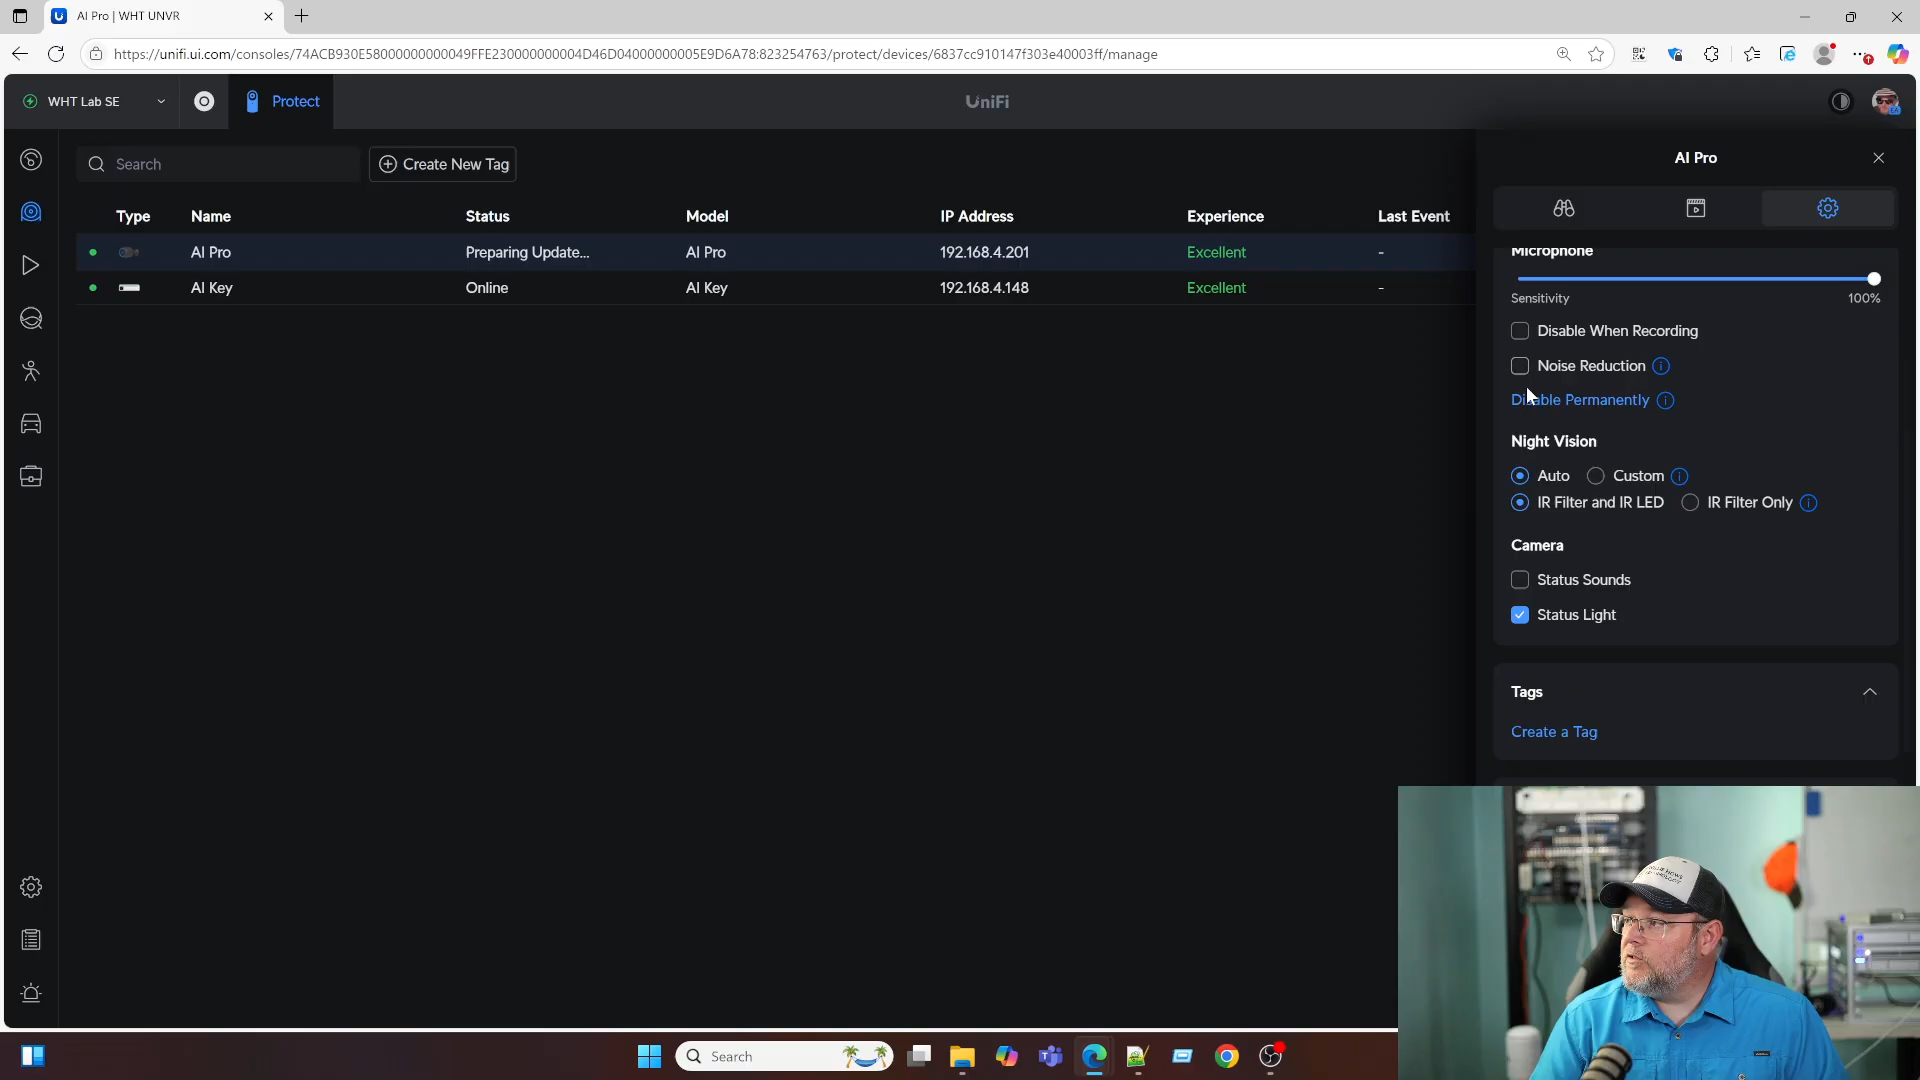 AI Pro | WHT UNVR
https://unifi.ui.com/consoles/74ACB930E58000000000049FFE230000000004D46D04000000005E9D6A78:823254763/protect/devices/6837cc910147f303e40003ff/manage
WHT Lab SE
Protect
UniFi
EA
Search
Create New Tag
Type Name Status Model IP Address Experience Last Event
AI Pro Preparing Update... AI Pro 192.168.4.201 Excellent -
AI Key Online AI Key 192.168.4.148 Excellent -
AI Pro
Microphone
Sensitivity 100%
Disable When Recording
Noise Reduction
Disable Permanently
Night Vision
Auto Custom
IR Filter and IR LED IR Filter Only
Camera
Status Sounds
Status Light
Tags
Create a Tag
Search